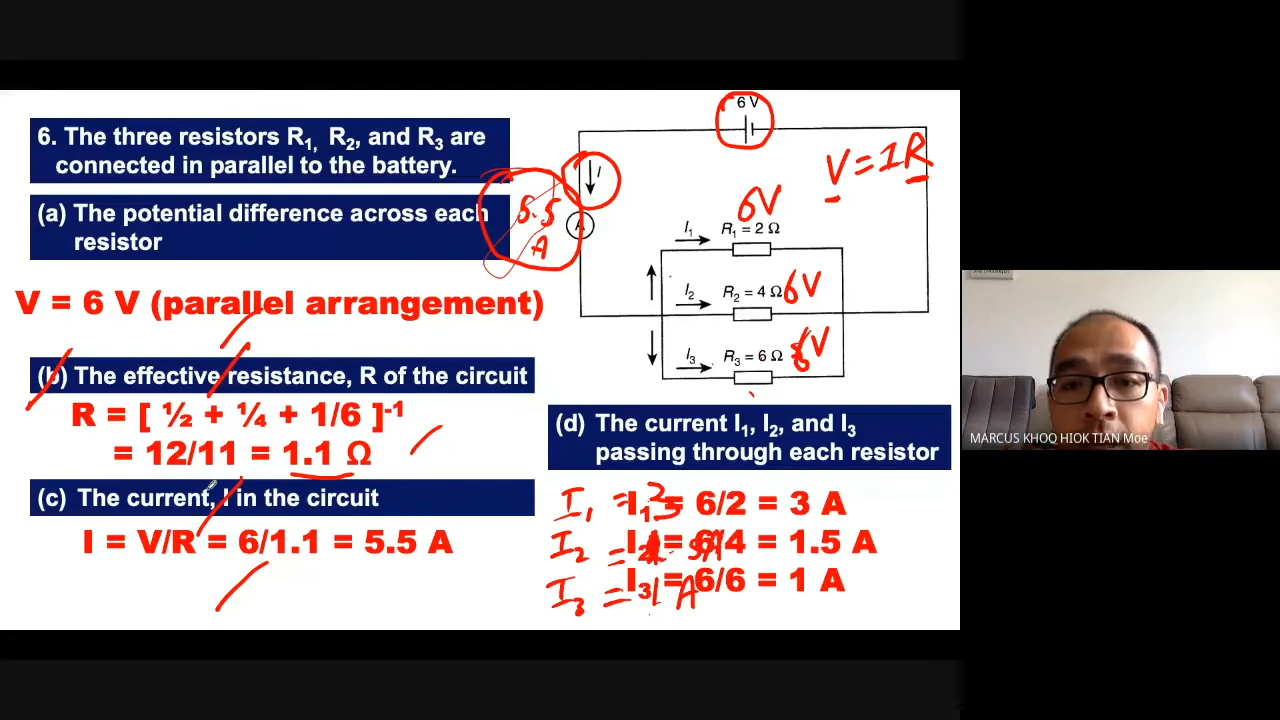 6. The three resistors R1, R2, and R3 are
connected in parallel to the battery.
(a) The potential difference across each
resistor
V = 6 V (parallel arrangement)
(b) The effective resistance, R of the circuit
R = [ ½ + ¼ + 1/6 ]-1
= 12/11 = 1.1 Ω
(c) The current, I in the circuit
I = V/R = 6/1.1 = 5.5 A
6 V
V = IR
I
5.5
A
A
6V
I1 R1 = 2 Ω
I2 R2 = 4 Ω 6V
I3 R3 = 6 Ω 6V
(d) The current I1, I2, and I3
passing through each resistor
I1 = 6/2 = 3 A
I2 = 6/4 = 1.5 A
I3 = 6/6 = 1 A
I1 = 3
I2 =
I3 = 1 A
MARCUS KHOO HIOK TIAN Moe